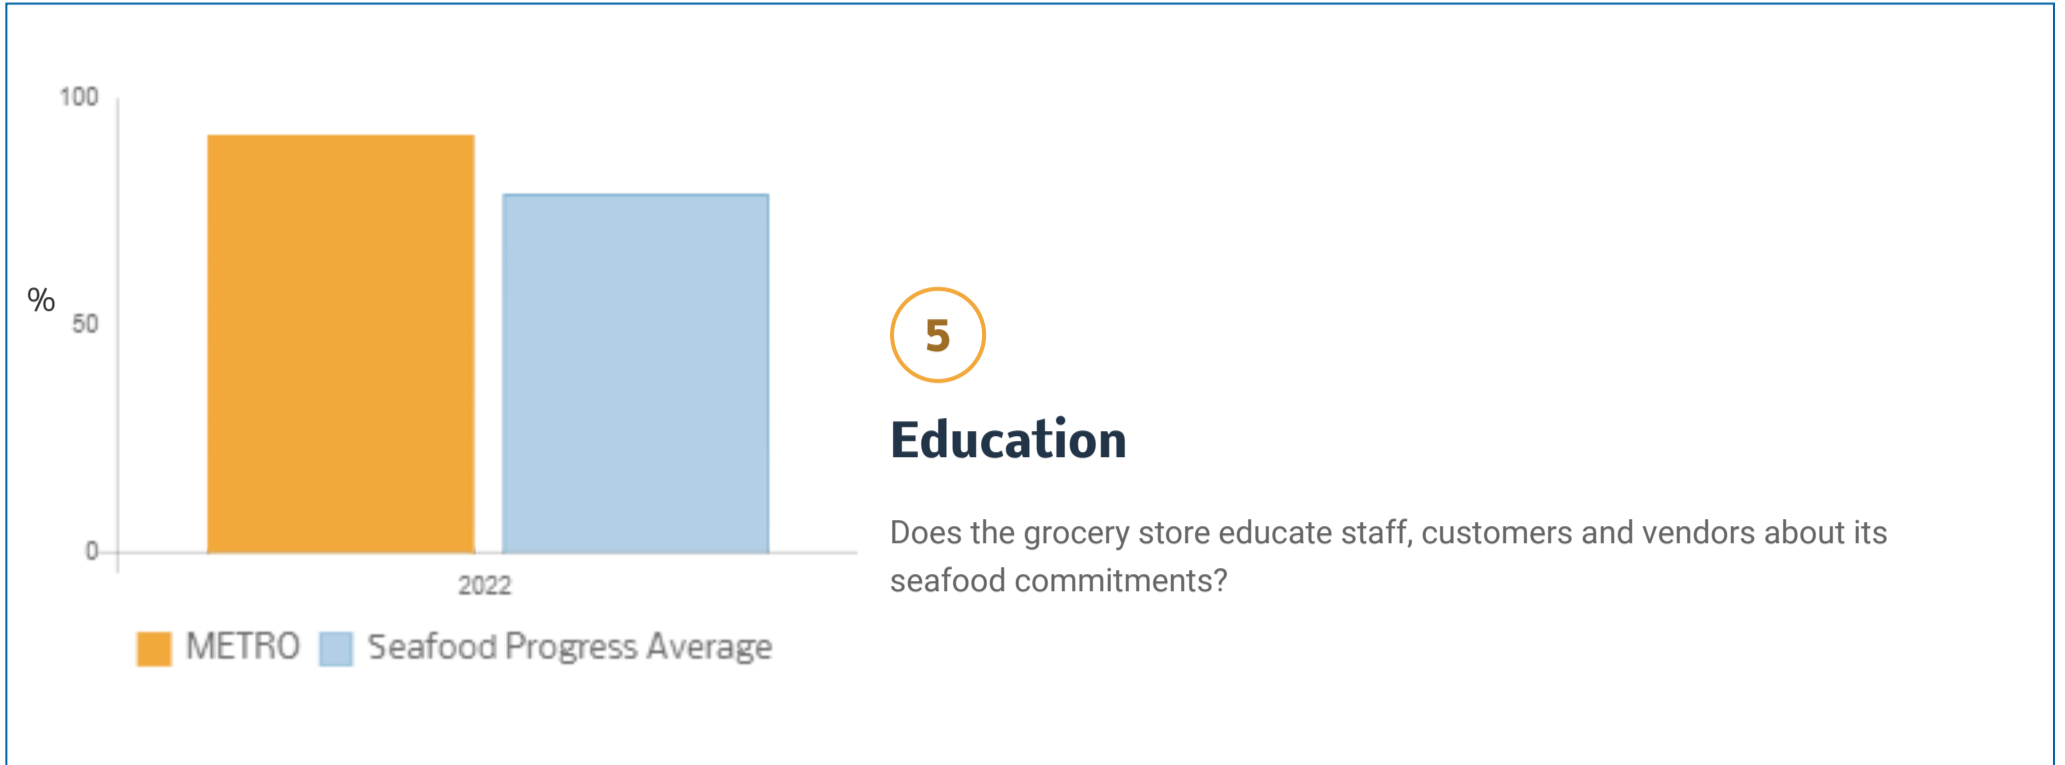 100
%
50
0
2022
METRO
Seafood Progress Average
5
Education
Does the grocery store educate staff, customers and vendors about its
seafood commitments?